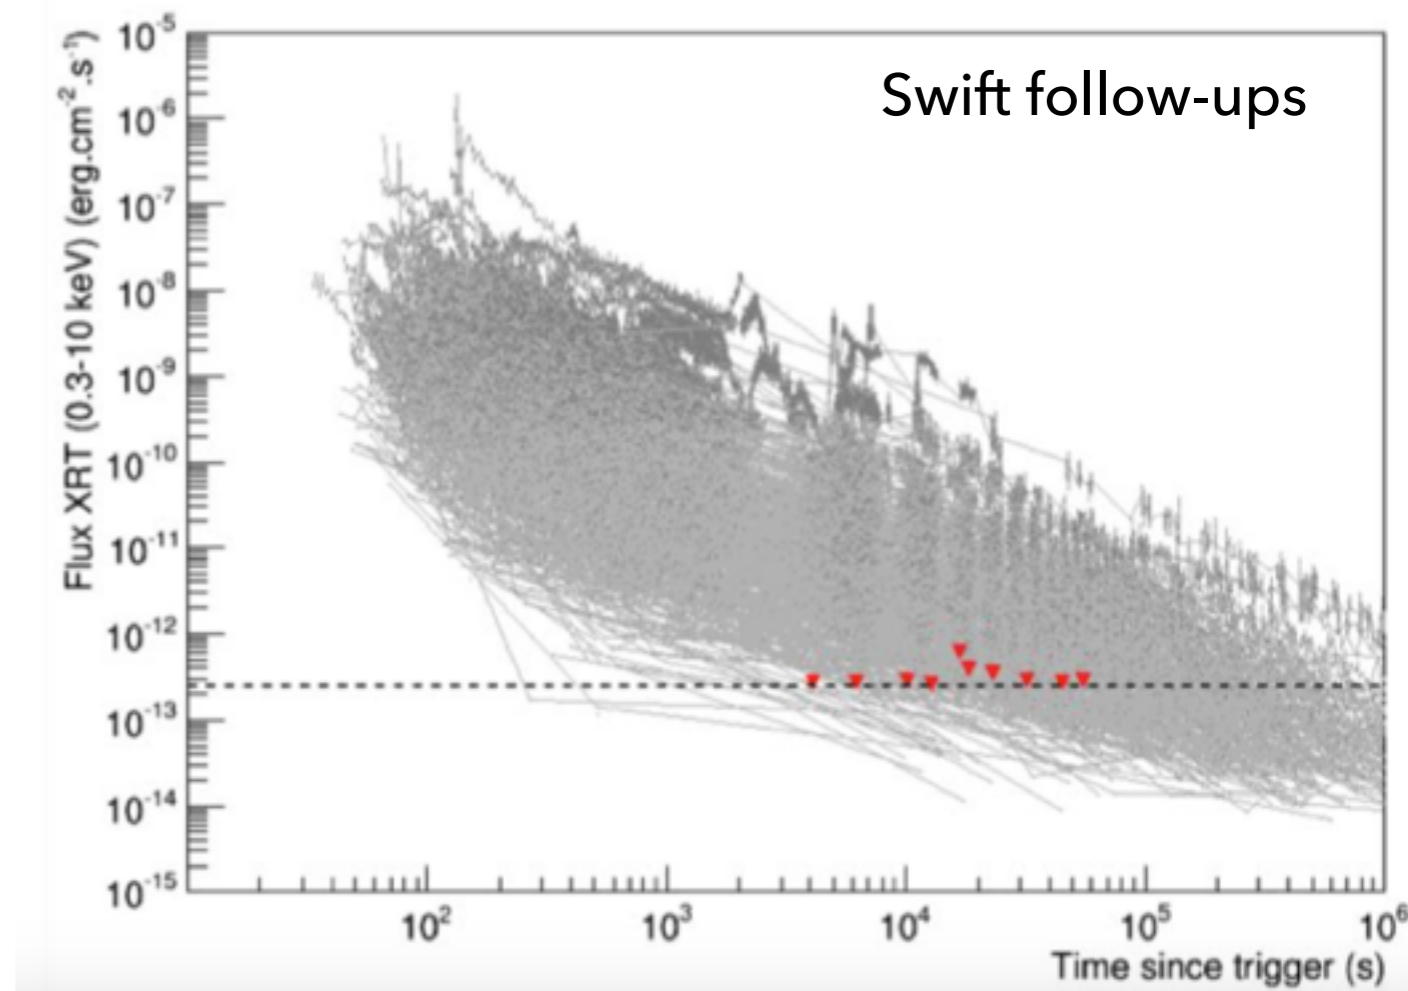 Swift follow-ups
Flux XRT (0.3-10 keV) (erg.cm⁻².s⁻¹)
10⁻⁵
10⁻⁶
10⁻⁷
10⁻⁸
10⁻⁹
10⁻¹⁰
10⁻¹¹
10⁻¹²
10⁻¹³
10⁻¹⁴
10⁻¹⁵
10² 10³ 10⁴ 10⁵ 10⁶
Time since trigger (s)